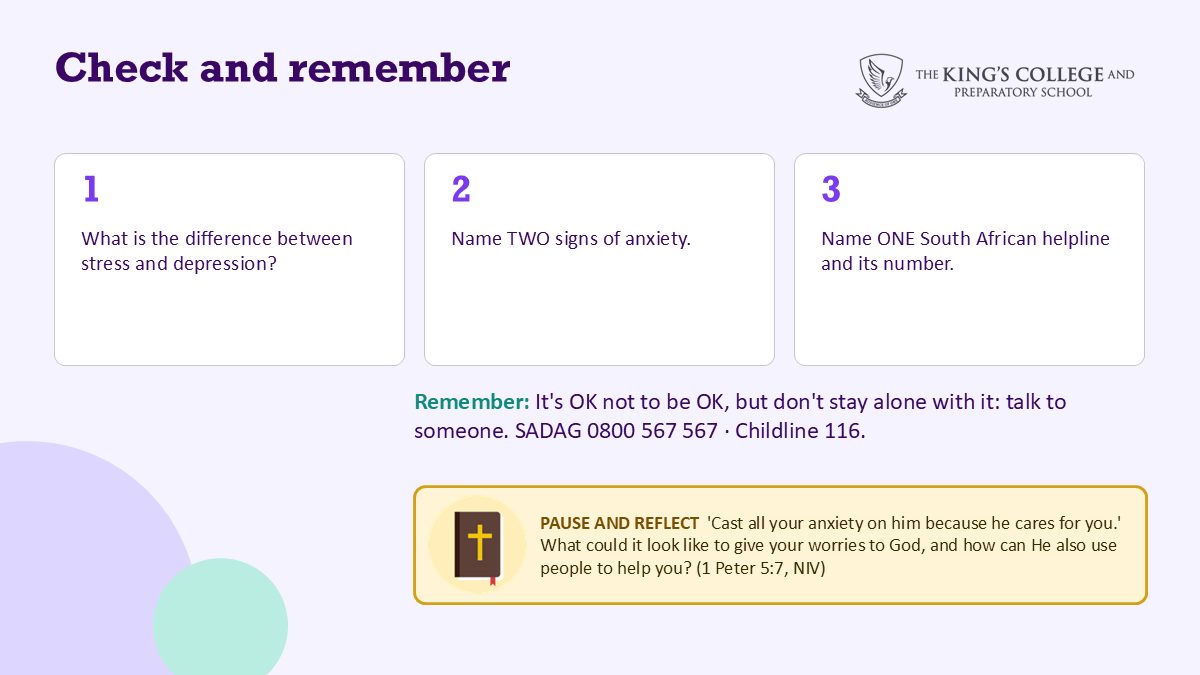 Check and remember
THE KING'S COLLEGE AND
PREPARATORY SCHOOL
1
What is the difference between
stress and depression?
2
Name TWO signs of anxiety.
3
Name ONE South African helpline
and its number.
Remember: It's OK not to be OK, but don't stay alone with it: talk to
someone. SADAG 0800 567 567 · Childline 116.
PAUSE AND REFLECT 'Cast all your anxiety on him because he cares for you.'
What could it look like to give your worries to God, and how can He also use
people to help you? (1 Peter 5:7, NIV)